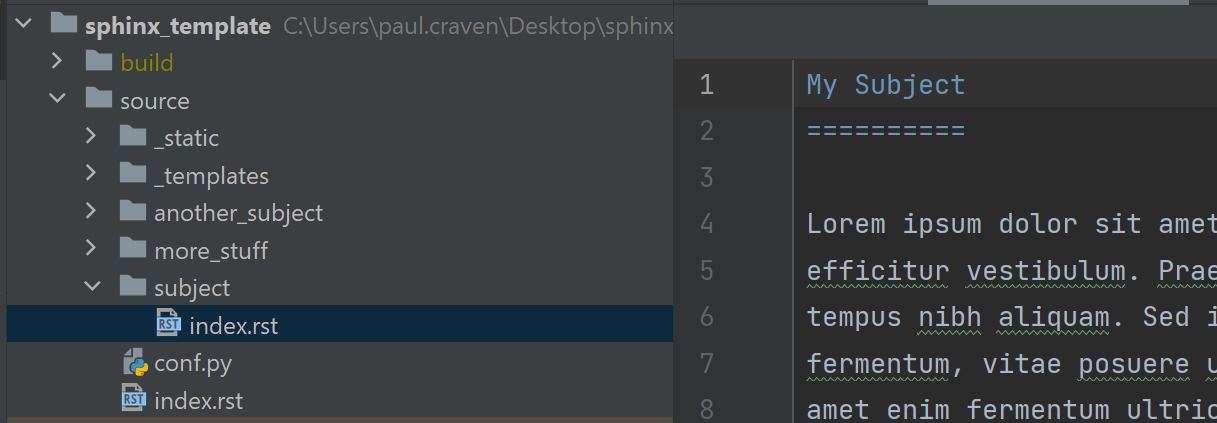 sphinx_template C:\Users\paul.craven\Desktop\sphinx
build
source
_static
_templates
another_subject
more_stuff
subject
RST index.rst
conf.py
RST index.rst
1 My Subject
2 ==========
3
4 Lorem ipsum dolor sit amet
5 efficitur vestibulum. Prae
6 tempus nibh aliquam. Sed i
7 fermentum, vitae posuere u
8 amet enim fermentum ultric